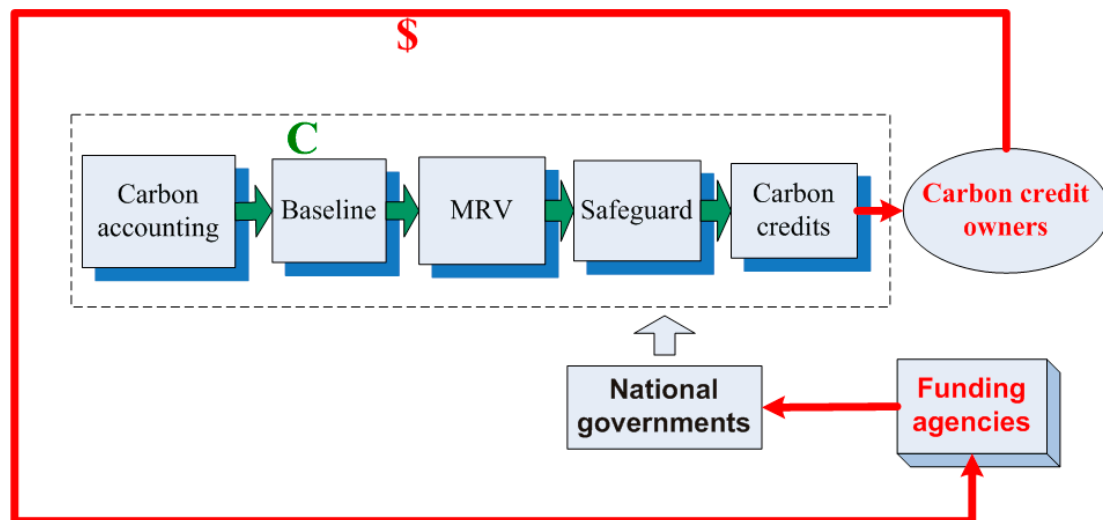 $
C
Carbon
accounting
Baseline
MRV
Safeguard
Carbon
credits
Carbon credit
owners
National
governments
Funding
agencies